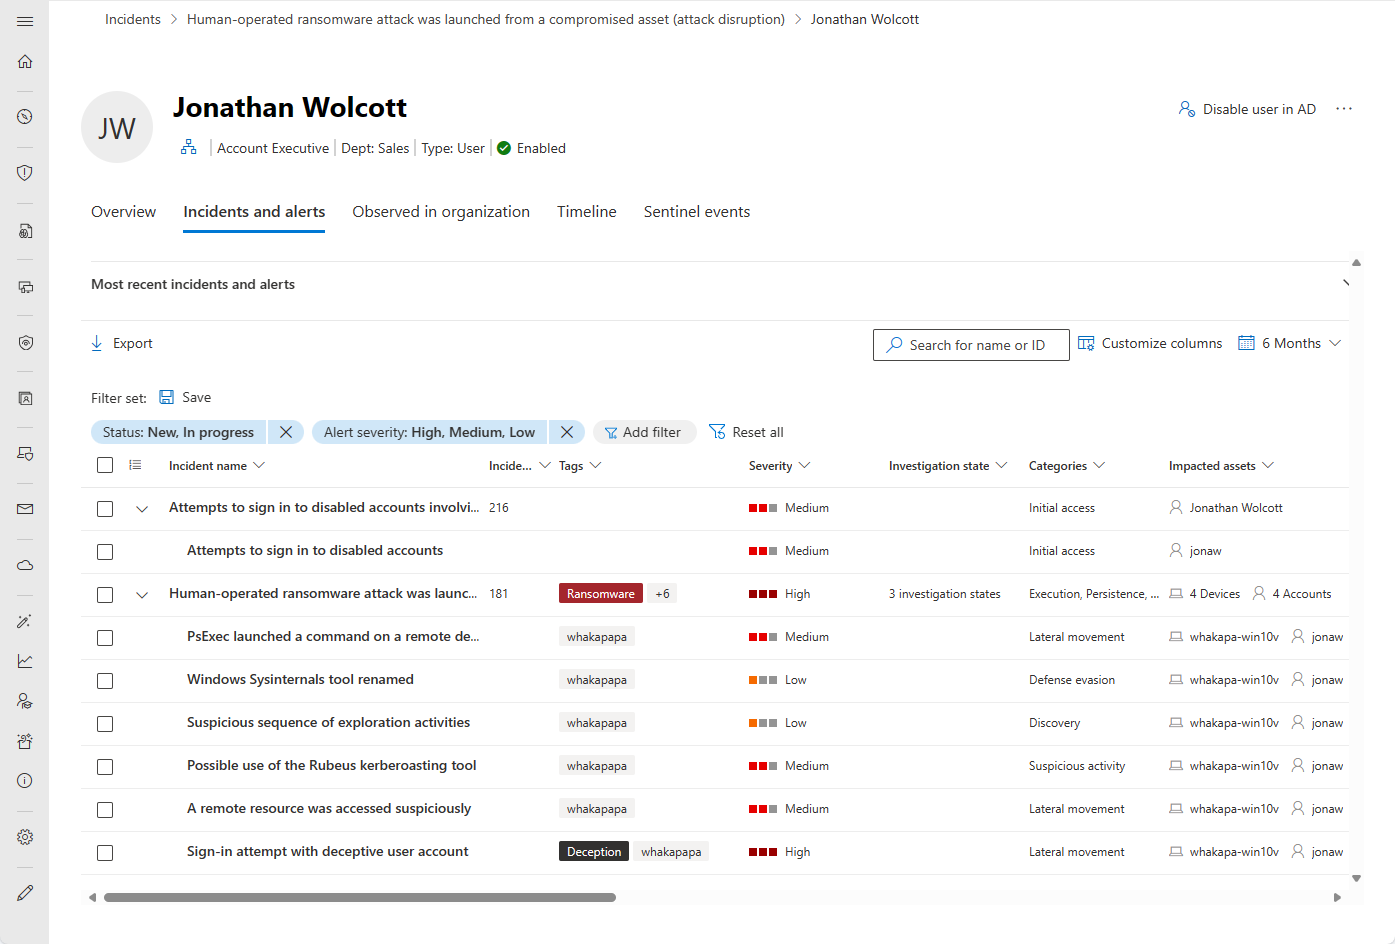 Incidents > Human-operated ransomware attack was launched from a compromised asset (attack disruption) > Jonathan Wolcott
JW
Jonathan Wolcott
Disable user in AD ...
Account Executive | Dept: Sales | Type: User | Enabled
Overview Incidents and alerts Observed in organization Timeline Sentinel events
Most recent incidents and alerts
Export Search for name or ID Customize columns 6 Months
Filter set: Save
Status: New, In progress Alert severity: High, Medium, Low Add filter Reset all
Incident name Incide... Tags Severity Investigation state Categories Impacted assets
Attempts to sign in to disabled accounts involvi... 216 Medium Initial access Jonathan Wolcott
Attempts to sign in to disabled accounts Medium Initial access jonaw
Human-operated ransomware attack was launc... 181 Ransomware +6 High 3 investigation states Execution, Persistence, ... 4 Devices 4 Accounts
PsExec launched a command on a remote de... whakapapa Medium Lateral movement whakapa-win10v jonaw
Windows Sysinternals tool renamed whakapapa Low Defense evasion whakapa-win10v jonaw
Suspicious sequence of exploration activities whakapapa Low Discovery whakapa-win10v jonaw
Possible use of the Rubeus kerberoasting tool whakapapa Medium Suspicious activity whakapa-win10v jonaw
A remote resource was accessed suspiciously whakapapa Medium Lateral movement whakapa-win10v jonaw
Sign-in attempt with deceptive user account Deception whakapapa High Lateral movement whakapa-win10v jonaw